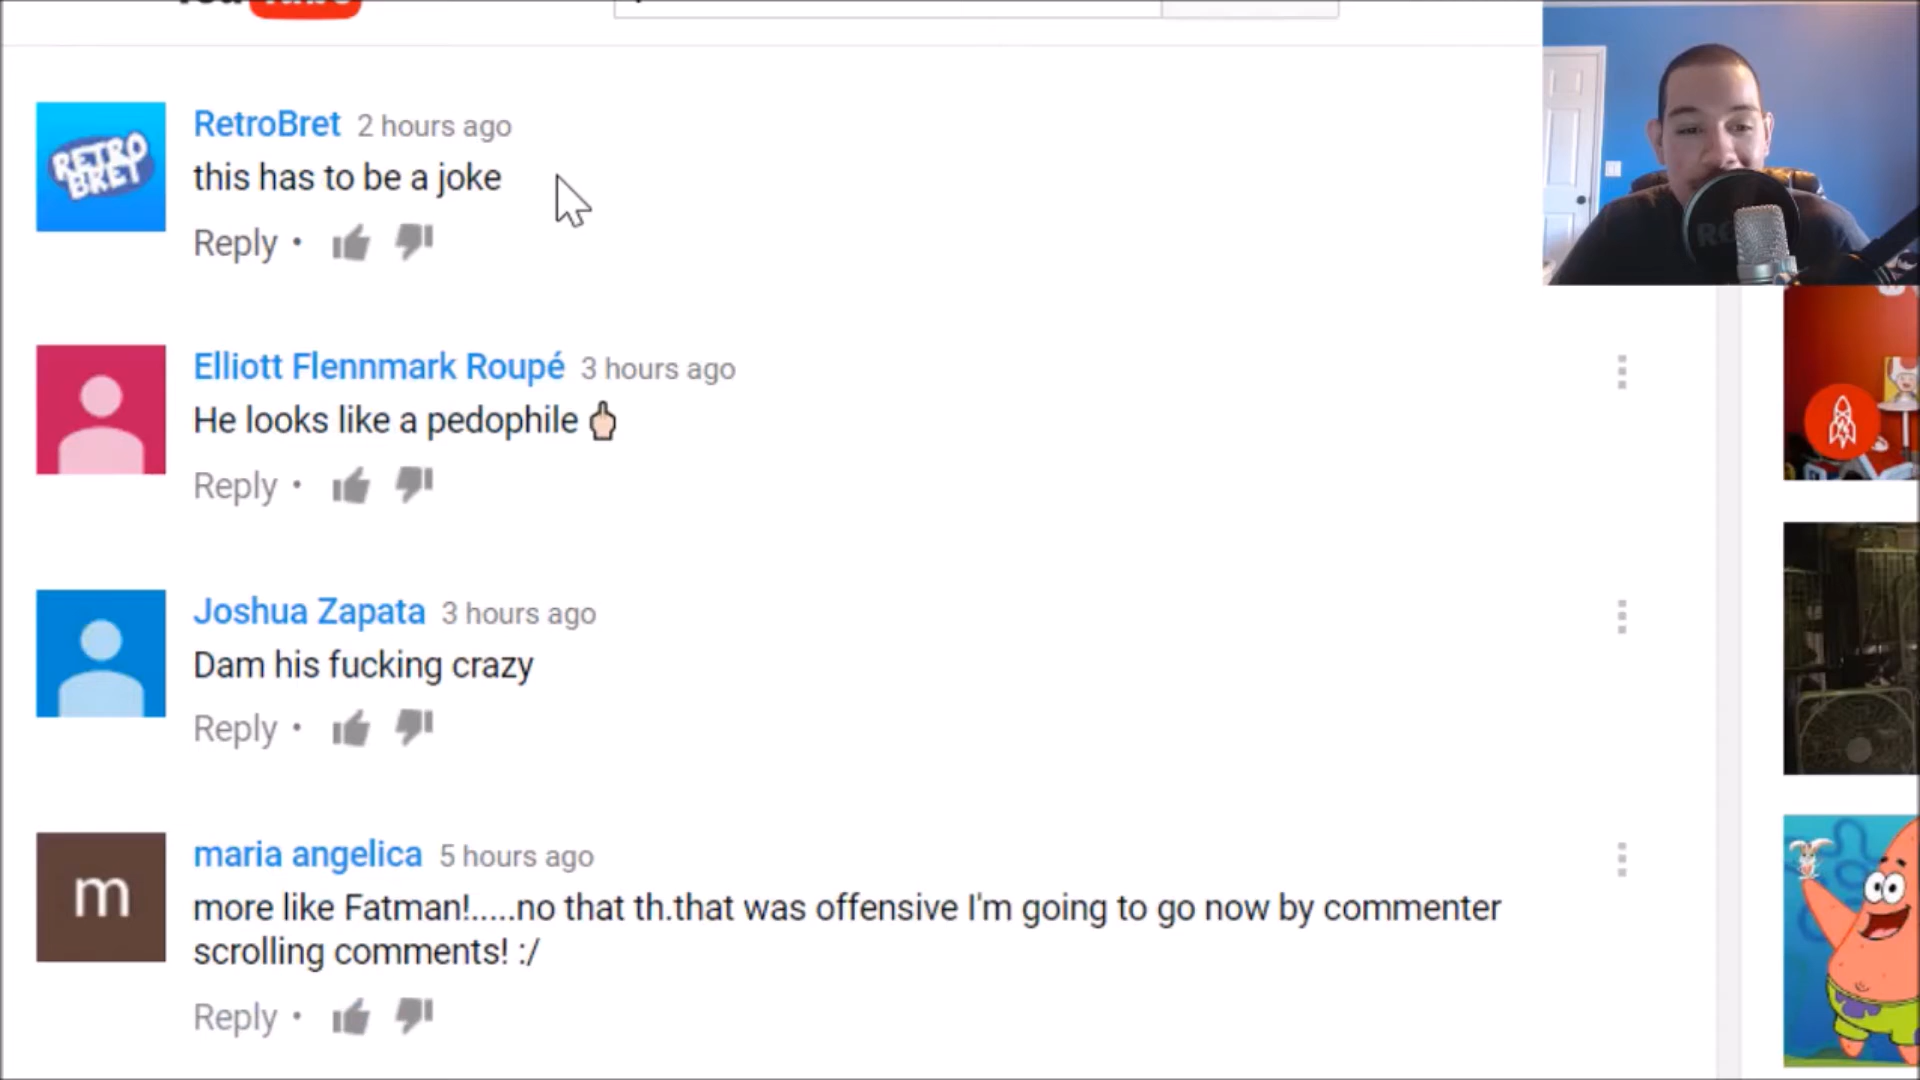 RetroBret 2 hours ago
RETRO
BRET
this has to be a joke
Reply •
Elliott Flennmark Roupé 3 hours ago
He looks like a pedophile 🖕🏻
Reply •
Joshua Zapata 3 hours ago
Dam his fucking crazy
Reply •
m
maria angelica 5 hours ago
more like Fatman!.....no that th.that was offensive I'm going to go now by commenter
scrolling comments! :/
Reply •